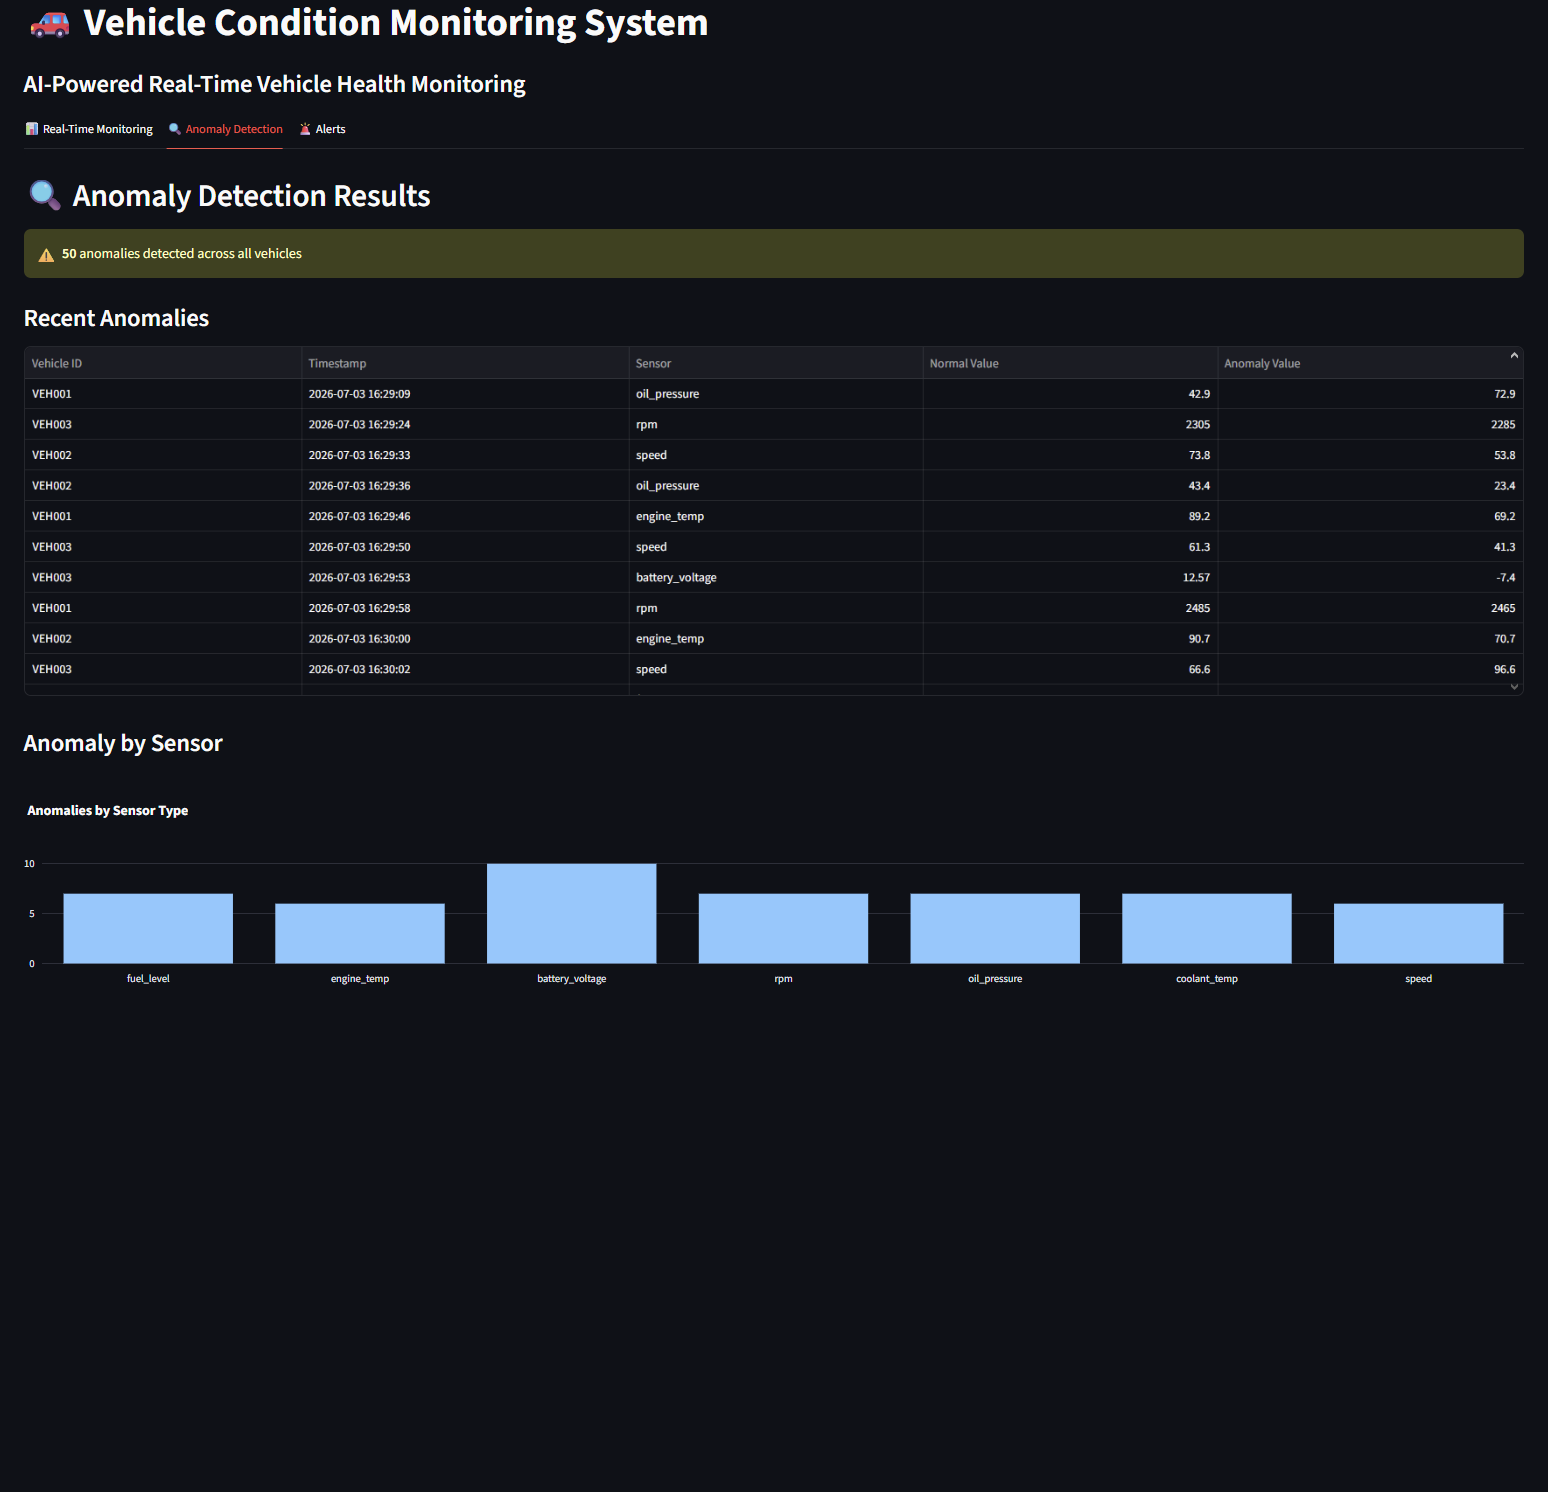 Vehicle Condition Monitoring System
AI-Powered Real-Time Vehicle Health Monitoring
Real-Time Monitoring Anomaly Detection Alerts
Anomaly Detection Results
50 anomalies detected across all vehicles
Recent Anomalies
Vehicle ID Timestamp Sensor Normal Value Anomaly Value
VEH001 2026-07-03 16:29:09 oil_pressure 42.9 72.9
VEH003 2026-07-03 16:29:24 rpm 2305 2285
VEH002 2026-07-03 16:29:33 speed 73.8 53.8
VEH002 2026-07-03 16:29:36 oil_pressure 43.4 23.4
VEH001 2026-07-03 16:29:46 engine_temp 89.2 69.2
VEH003 2026-07-03 16:29:50 speed 61.3 41.3
VEH003 2026-07-03 16:29:53 battery_voltage 12.57 -7.4
VEH001 2026-07-03 16:29:58 rpm 2485 2465
VEH002 2026-07-03 16:30:00 engine_temp 90.7 70.7
VEH003 2026-07-03 16:30:02 speed 66.6 96.6
Anomaly by Sensor
Anomalies by Sensor Type
10
5
0
fuel_level engine_temp battery_voltage rpm oil_pressure coolant_temp speed